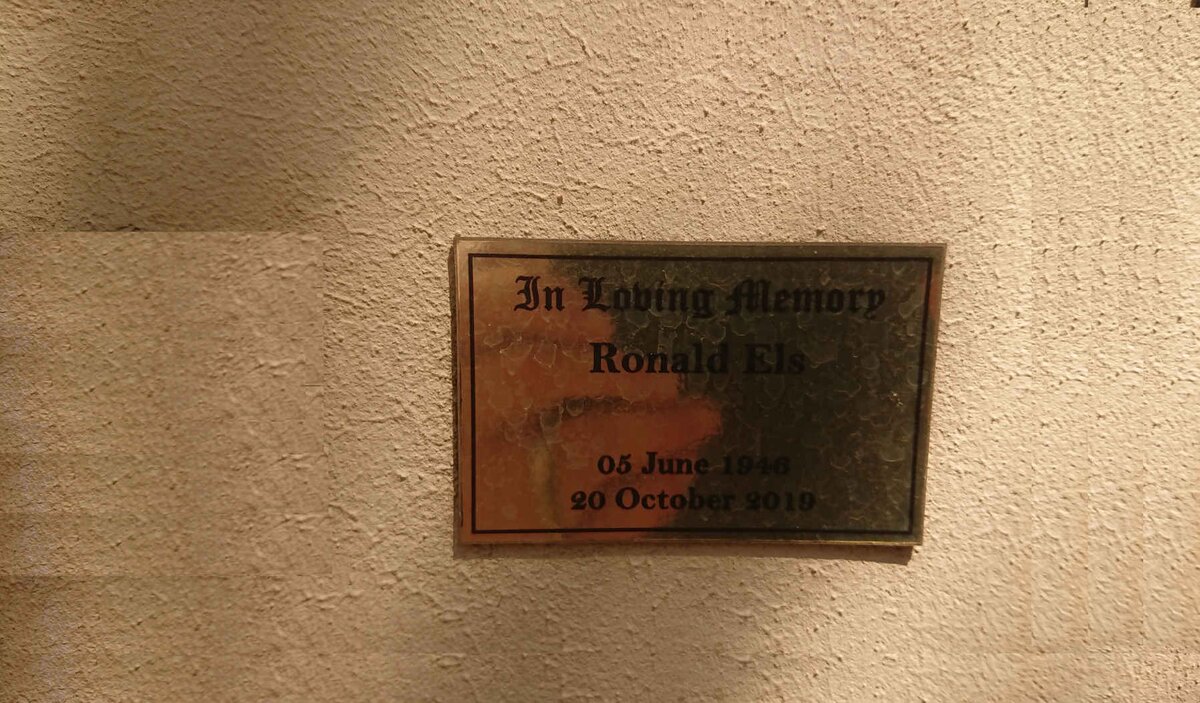 In Loving Memory
Ronald Els
05 June 1946
20 October 2019